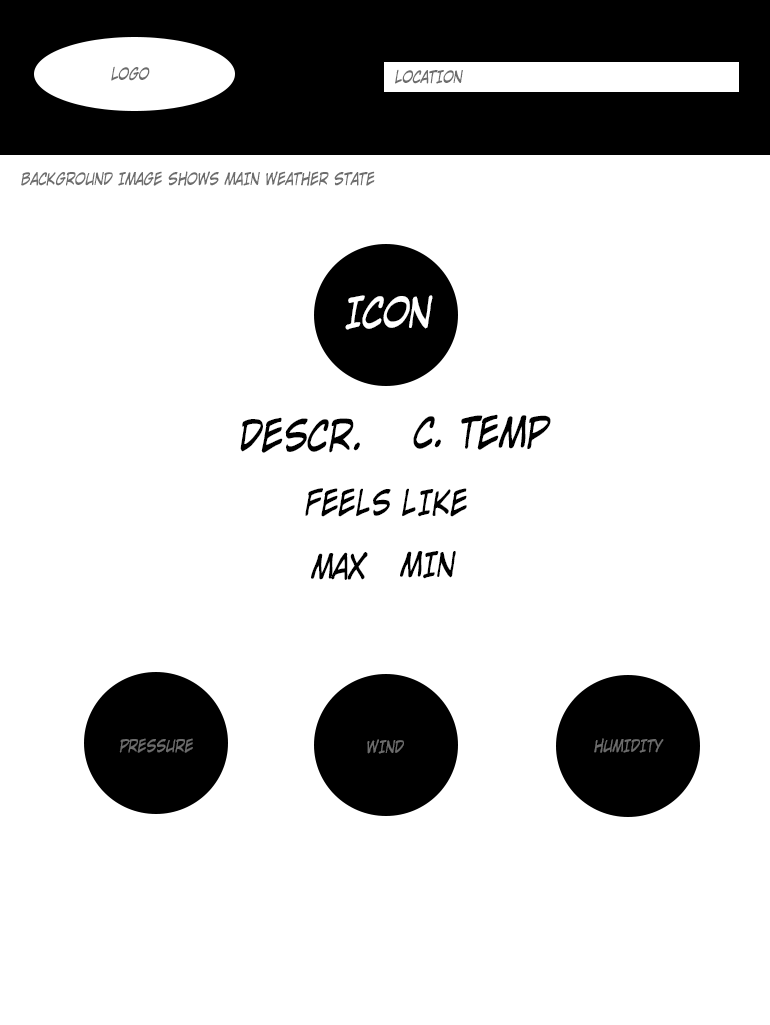 LOGO
LOCATION
BACKGROUND IMAGE SHOWS MAIN WEATHER STATE
ICON
DESCR. C. TEMP
FEELS LIKE
MAX MIN
PRESSURE WIND HUMIDITY